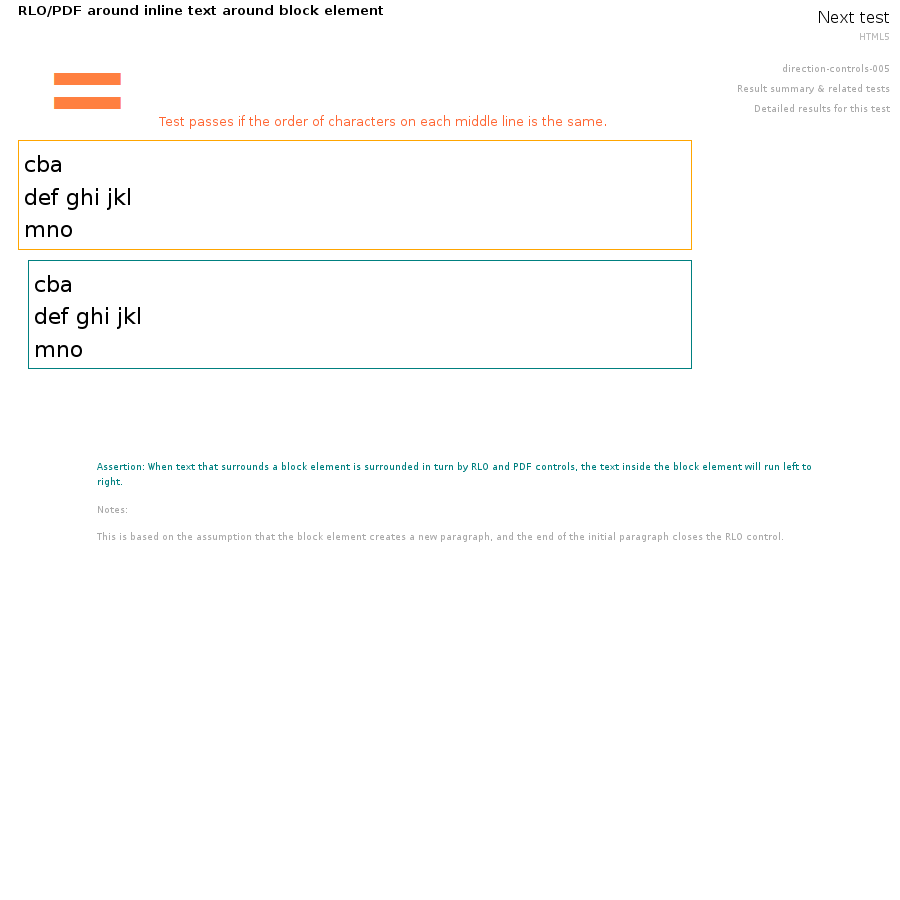 RLO/PDF around inline text around block element
Next test
HTML5
direction-controls-005
Result summary & related tests
Detailed results for this test
Test passes if the order of characters on each middle line is the same.
cba
def ghi jkl
mno
cba
def ghi jkl
mno
Assertion: When text that surrounds a block element is surrounded in turn by RLO and PDF controls, the text inside the block element will run left to
right.
Notes:
This is based on the assumption that the block element creates a new paragraph, and the end of the initial paragraph closes the RLO control.